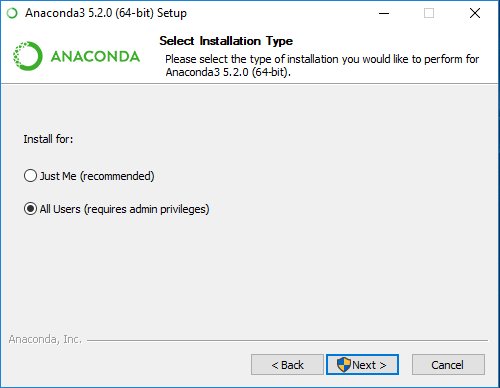 Anaconda3 5.2.0 (64-bit) Setup
ANACONDA
Select Installation Type
Please select the type of installation you would like to perform for
Anaconda3 5.2.0 (64-bit).
Install for:
Just Me (recommended)
All Users (requires admin privileges)
Anaconda, Inc.
< Back
Next >
Cancel